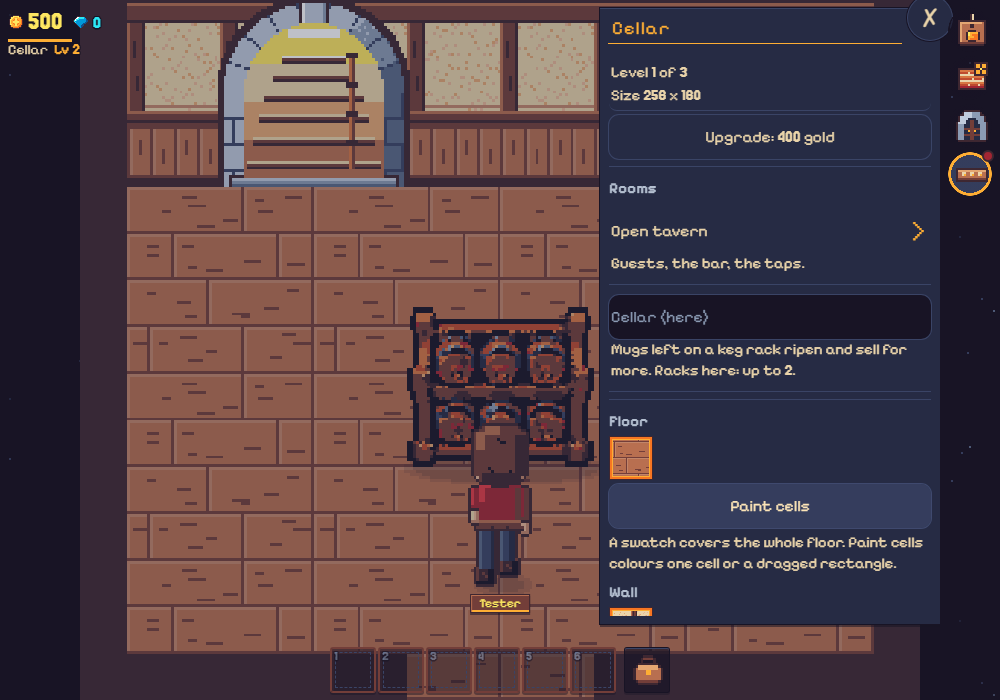 500 0
Cellar Lv 2
Cellar
X
Level 1 of 3
Size 256 x 160
Upgrade: 400 gold
Rooms
Open tavern
Guests, the bar, the taps.
Cellar (here)
Mugs left on a keg rack ripen and sell for
more. Racks here: up to 2.
Floor
Paint cells
A swatch covers the whole floor. Paint cells
colours one cell or a dragged rectangle.
Wall
Tester
1 2 3 4 5 6